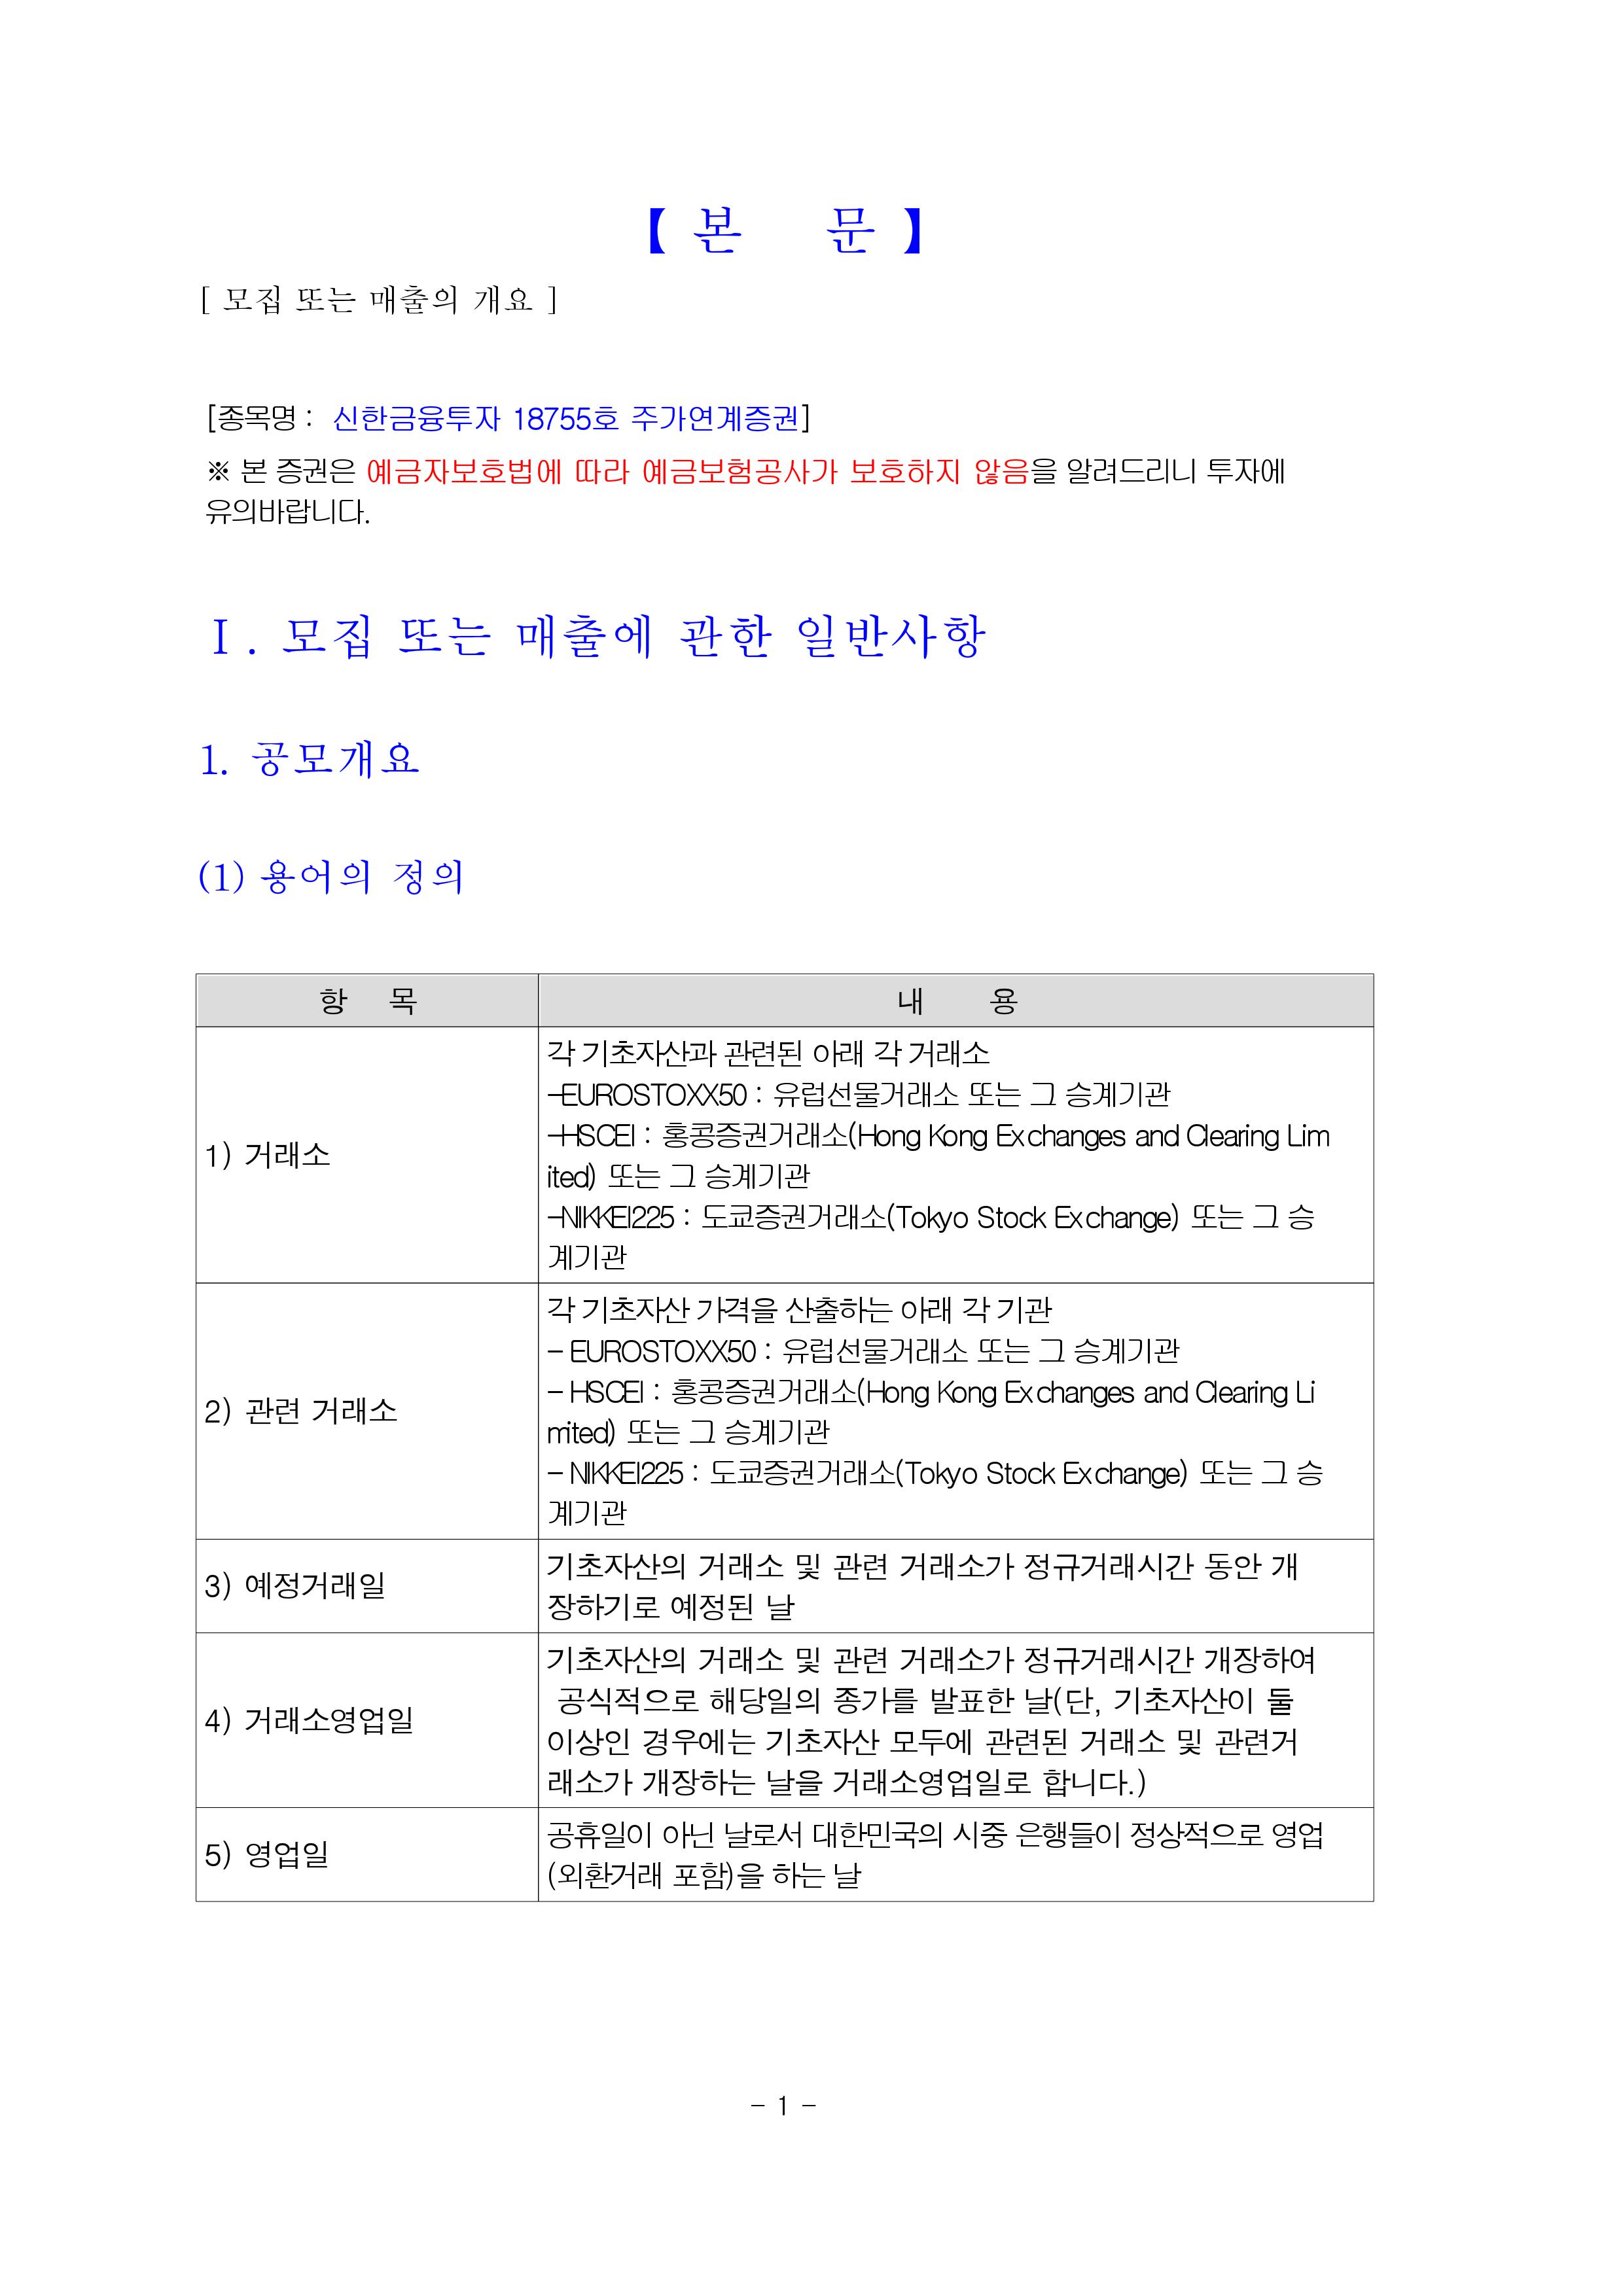 【 본 문 】
[ 모집 또는 매출의 개요 ]
[종목명 : 신한금융투자 18755호 주가연계증권]
※ 본 증권은 예금자보호법에 따라 예금보험공사가 보호하지 않음을 알려드리니 투자에
유의바랍니다.
Ⅰ. 모집 또는 매출에 관한 일반사항
1. 공모개요
(1) 용어의 정의
항 목
내 용
1) 거래소
각 기초자산과 관련된 아래 각 거래소
-EUROSTOXX50 : 유럽선물거래소 또는 그 승계기관
-HSCEI : 홍콩증권거래소(Hong Kong Exchanges and Clearing Lim
ited) 또는 그 승계기관
-NIKKEI225 : 도쿄증권거래소(Tokyo Stock Exchange) 또는 그 승
계기관
2) 관련 거래소
각 기초자산 가격을 산출하는 아래 각 기관
- EUROSTOXX50 : 유럽선물거래소 또는 그 승계기관
- HSCEI : 홍콩증권거래소(Hong Kong Exchanges and Clearing Li
mited) 또는 그 승계기관
- NIKKEI225 : 도쿄증권거래소(Tokyo Stock Exchange) 또는 그 승
계기관
3) 예정거래일
기초자산의 거래소 및 관련 거래소가 정규거래시간 동안 개
장하기로 예정된 날
4) 거래소영업일
기초자산의 거래소 및 관련 거래소가 정규거래시간 개장하여
공식적으로 해당일의 종가를 발표한 날(단, 기초자산이 둘
이상인 경우에는 기초자산 모두에 관련된 거래소 및 관련거
래소가 개장하는 날을 거래소영업일로 합니다.)
5) 영업일
공휴일이 아닌 날로서 대한민국의 시중 은행들이 정상적으로 영업
(외환거래 포함)을 하는 날
- 1 -